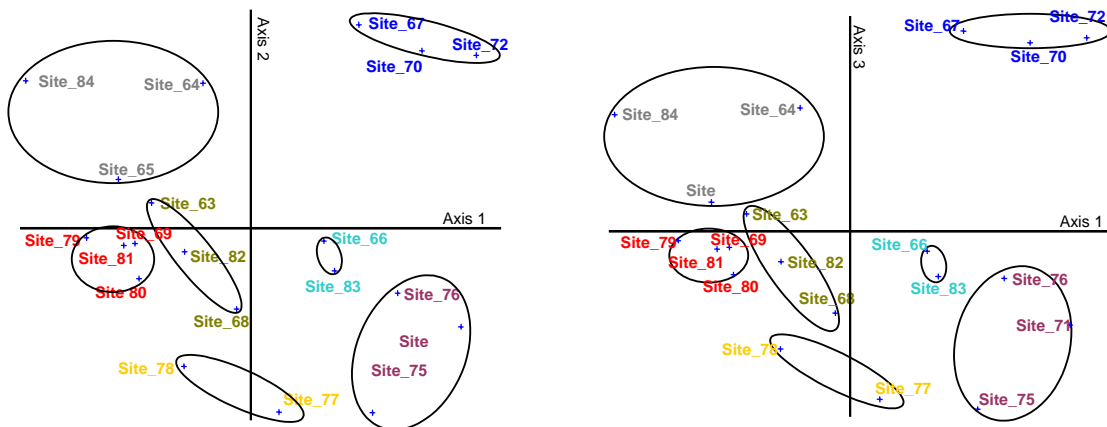 Site_67
Axis 2
Site_72
Site_70
Site_84
Site_64
Site_65
Site_63
Axis 1
Site_79
Site_69
Site_66
Site_81
Site_82
Site 80
Site_83
Site_76
Site_68
Site
Site_78
Site_75
Site_77
Site_72
Site_67
Axis 3
Site_70
Site_64
Site_84
Site
Site_63
Axis 1
Site_79
Site_69
Site_66
Site_81
Site_82
Site_80
Site_83
Site_76
Site_68
Site_71
Site_78
Site_77
Site_75